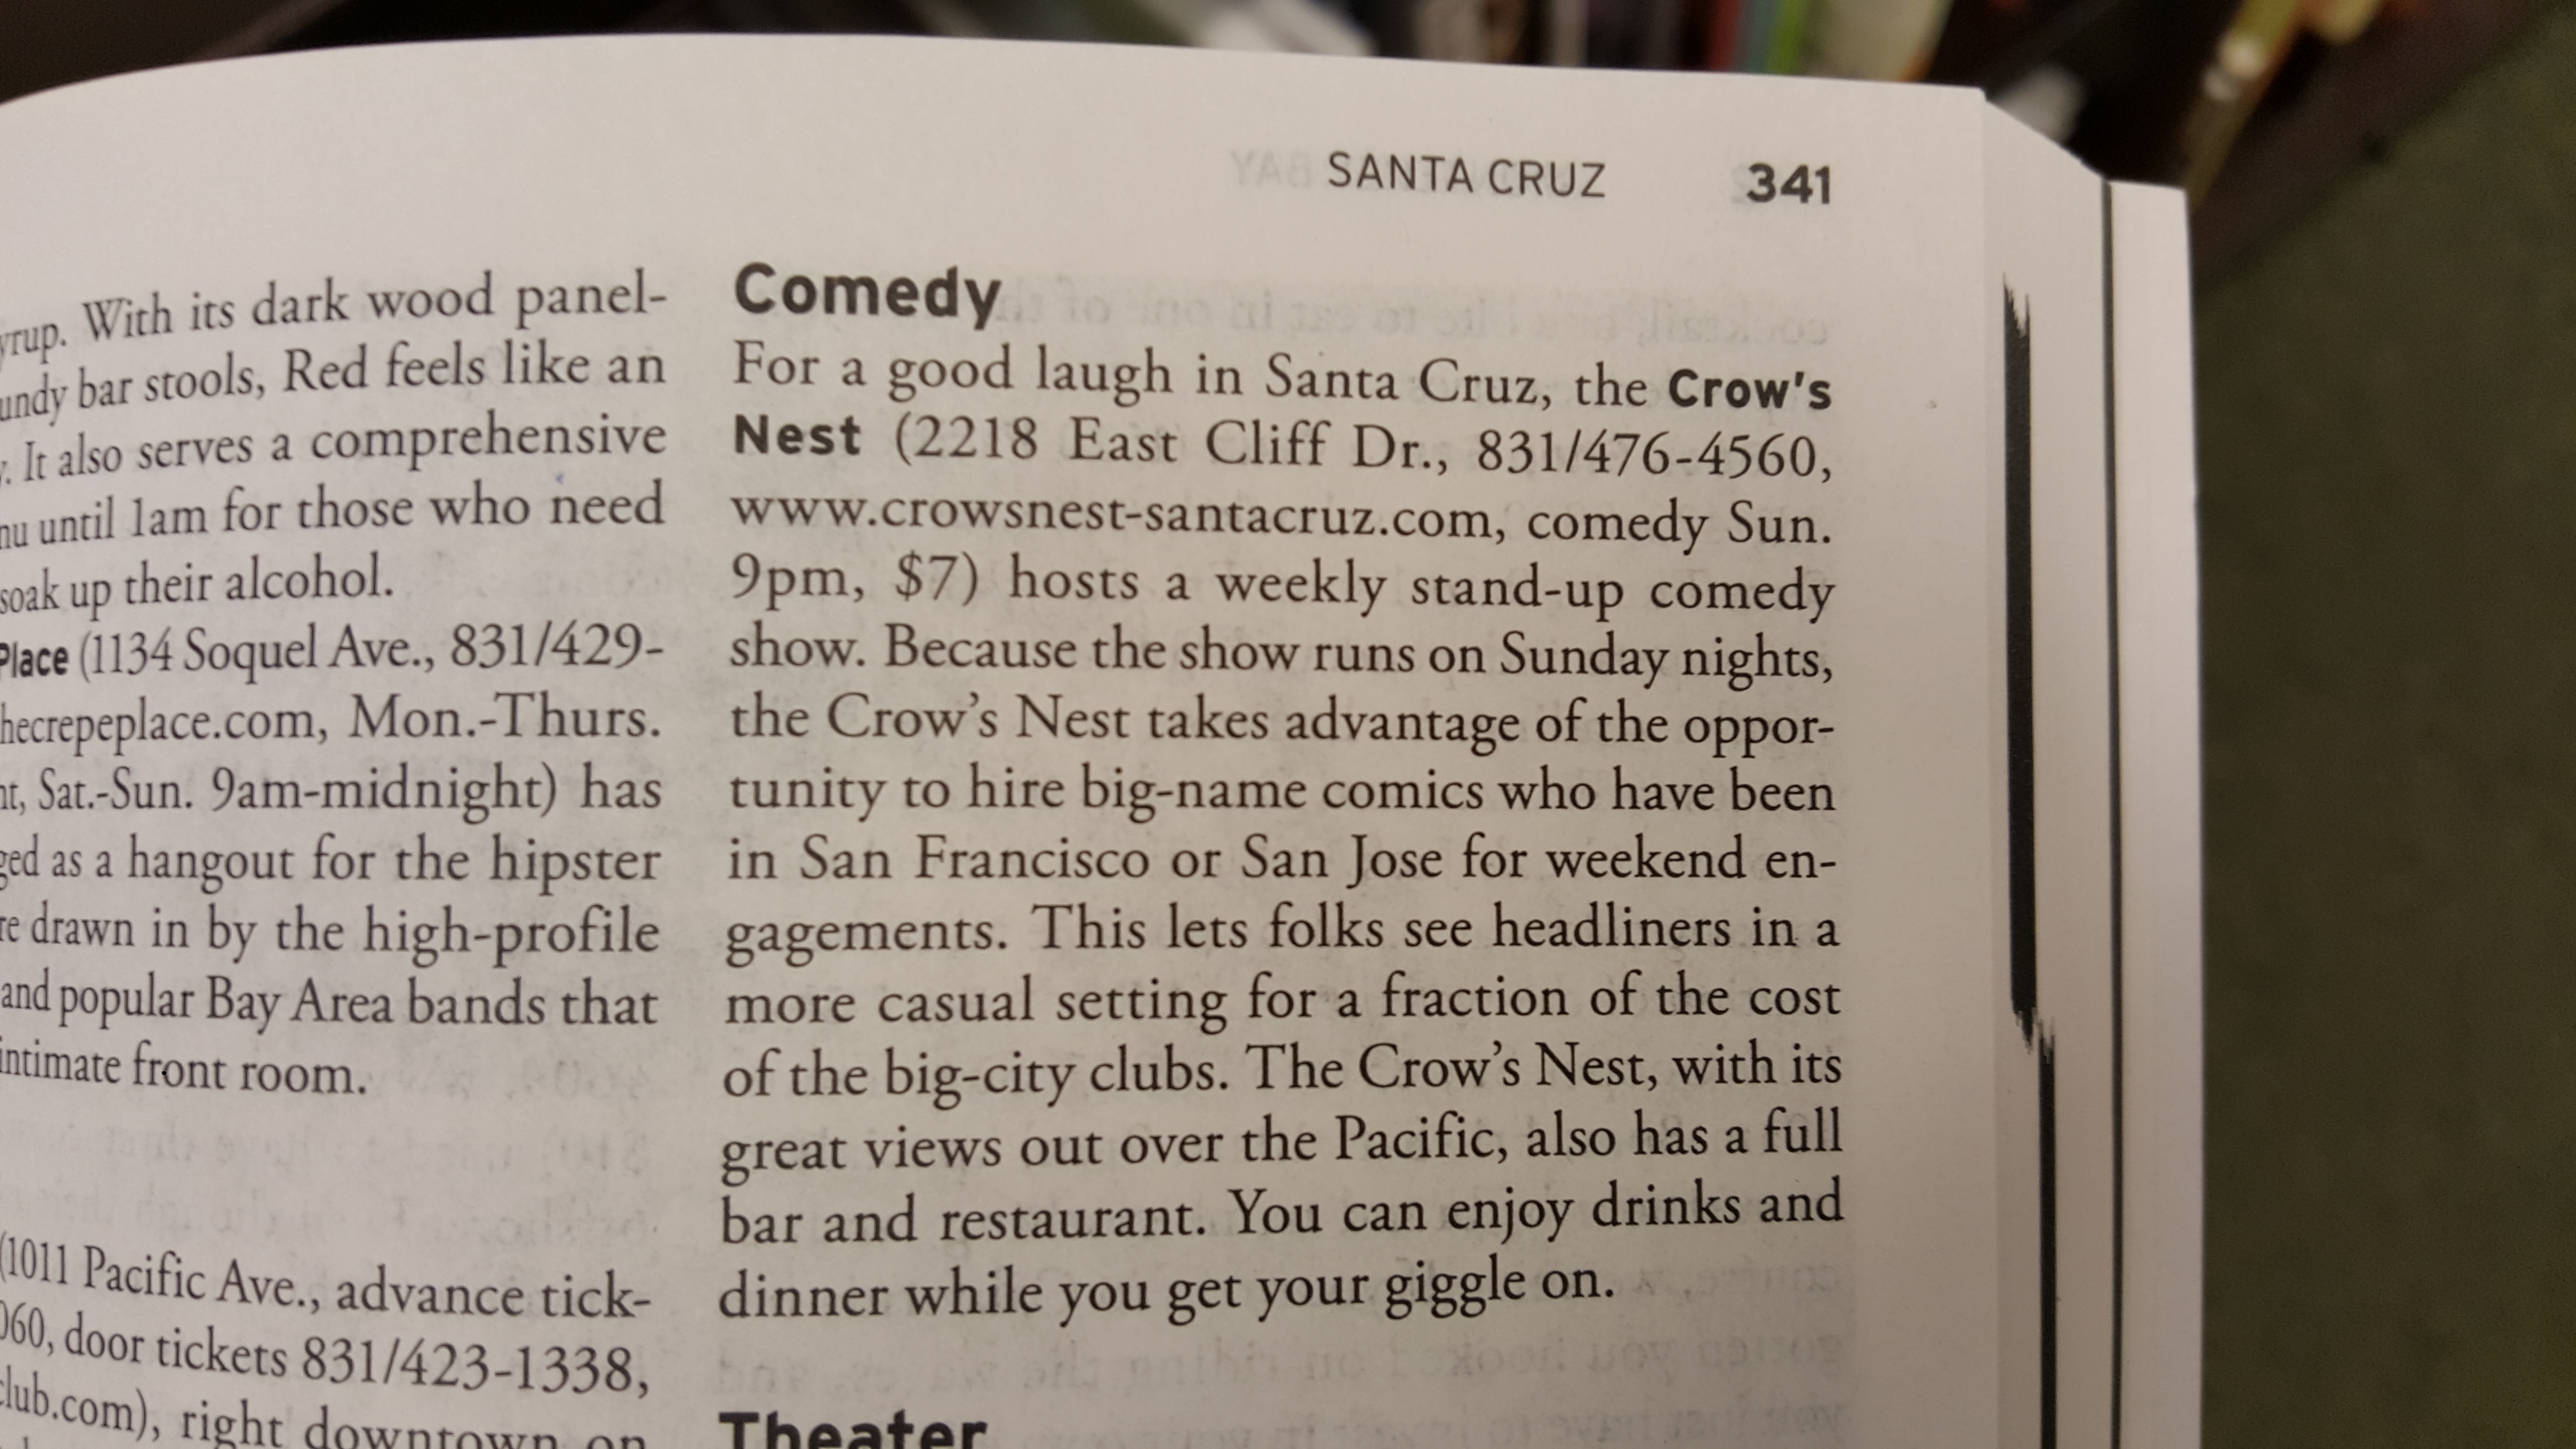 SANTA CRUZ 341
With its dark wood panel-
bar stools, Red feels like an
It also serves a comprehensive
until 1am for those who need
soak up their alcohol.
Place (1134 Soquel Ave., 831/429-
hecrepeplace.com, Mon.-Thurs.
Sat.-Sun. 9am-midnight) has
as a hangout for the hipster
drawn in by the high-profile
and popular Bay Area bands that
intimate front room.
(1011 Pacific Ave., advance tick-
060, door tickets 831/423-1338,
club.com), right downtown on
Comedy
For a good laugh in Santa Cruz, the Crow's
Nest (2218 East Cliff Dr., 831/476-4560,
www.crowsnest-santacruz.com, comedy Sun.
9pm, $7) hosts a weekly stand-up comedy
show. Because the show runs on Sunday nights,
the Crow's Nest takes advantage of the oppor-
tunity to hire big-name comics who have been
in San Francisco or San Jose for weekend en-
gagements. This lets folks see headliners in a
more casual setting for a fraction of the cost
of the big-city clubs. The Crow's Nest, with its
great views out over the Pacific, also has a full
bar and restaurant. You can enjoy drinks and
dinner while you get your giggle on.
Theater